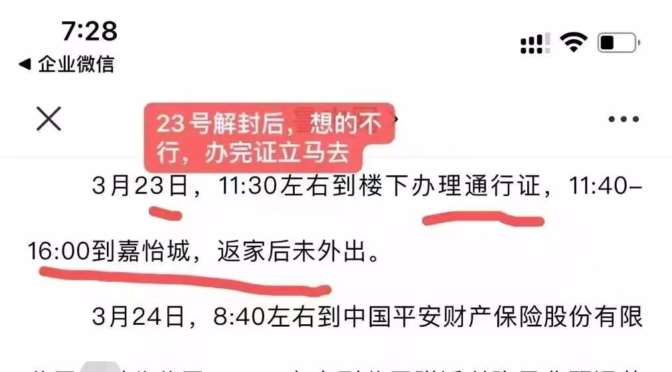 7:28
企业微信
23号解封后，想的不
行，办完证立马去
3月23日，11:30左右到楼下办理通行证，11:40–
16:00到嘉怡城，返家后未外出。
3月24日，8:40左右到中国平安财产保险股份有限